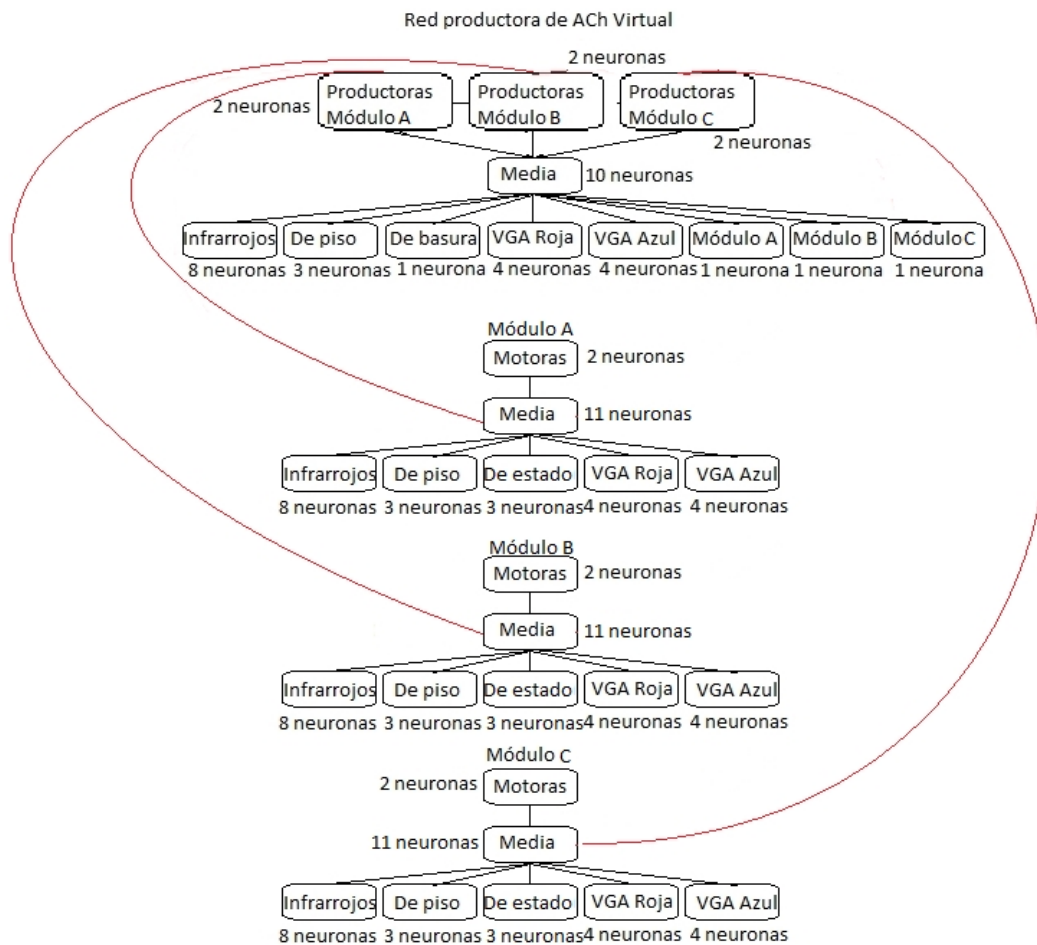 Red productora de ACh Virtual
2 neuronas
Productoras Módulo A
Productoras Módulo B
Productoras Módulo C
2 neuronas
2 neuronas
Media
10 neuronas
Infrarrojos
De piso
De basura
VGA Roja
VGA Azul
Módulo A
Módulo B
Módulo C
8 neuronas
3 neuronas
1 neurona
4 neuronas
4 neuronas
1 neurona
1 neurona
1 neurona
Módulo A
Motoras
2 neuronas
Media
11 neuronas
Infrarrojos
De piso
De estado
VGA Roja
VGA Azul
8 neuronas
3 neuronas
3 neuronas
4 neuronas
4 neuronas
Módulo B
Motoras
2 neuronas
Media
11 neuronas
Infrarrojos
De piso
De estado
VGA Roja
VGA Azul
8 neuronas
3 neuronas
3 neuronas
4 neuronas
4 neuronas
Módulo C
2 neuronas
Motoras
11 neuronas
Media
Infrarrojos
De piso
De estado
VGA Roja
VGA Azul
8 neuronas
3 neuronas
3 neuronas
4 neuronas
4 neuronas